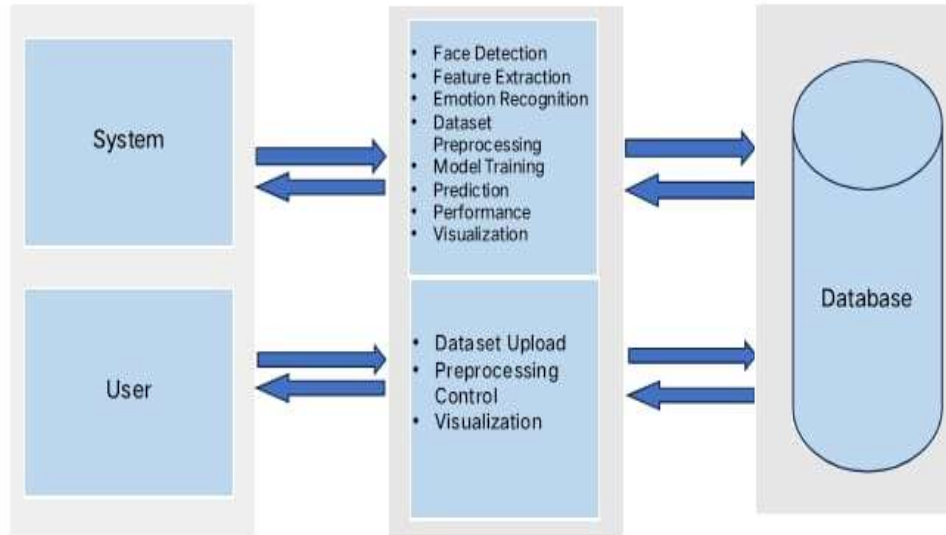 System
• Face Detection
• Feature Extraction
• Emotion Recognition
• Dataset
Preprocessing
• Model Training
• Prediction
• Performance
• Visualization
User
• Dataset Upload
• Preprocessing
Control
• Visualization
Database